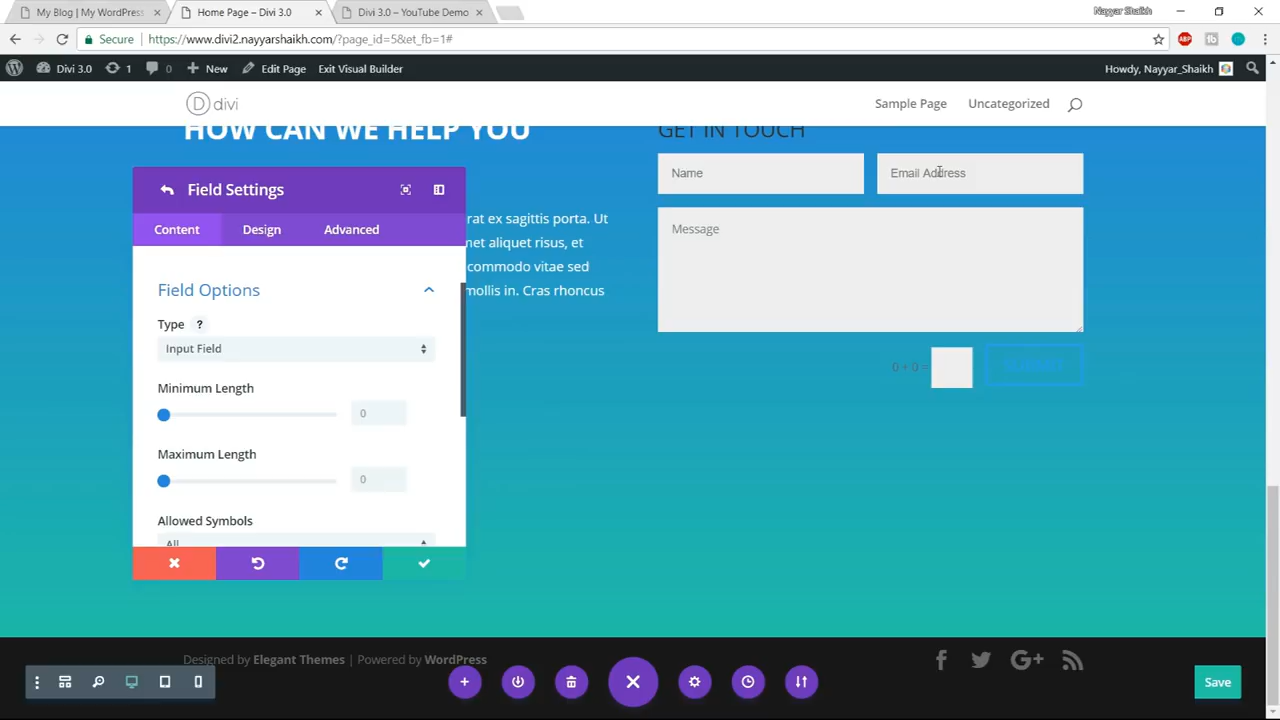 My Blog | My WordPress
Home Page – Divi 3.0
Divi 3.0 – YouTube Demo
Nayyar Shaikh
Secure
https://www.divi2.nayyarshaikh.com/?page_id=5&et_fb=1#
Divi 3.0
1
0
New
Edit Page
Exit Visual Builder
Howdy, Nayyar_Shaikh
D divi
Sample Page
Uncategorized
HOW CAN WE HELP YOU
GET IN TOUCH
Name
Email Address
Message
0 + 0 =
SUBMIT
Field Settings
Content
Design
Advanced
Field Options
Type ?
Input Field
Minimum Length
0
Maximum Length
0
Allowed Symbols
All
rat ex sagittis porta. Ut
met aliquet risus, et
commodo vitae sed
mollis in. Cras rhoncus
Designed by Elegant Themes | Powered by WordPress
Save